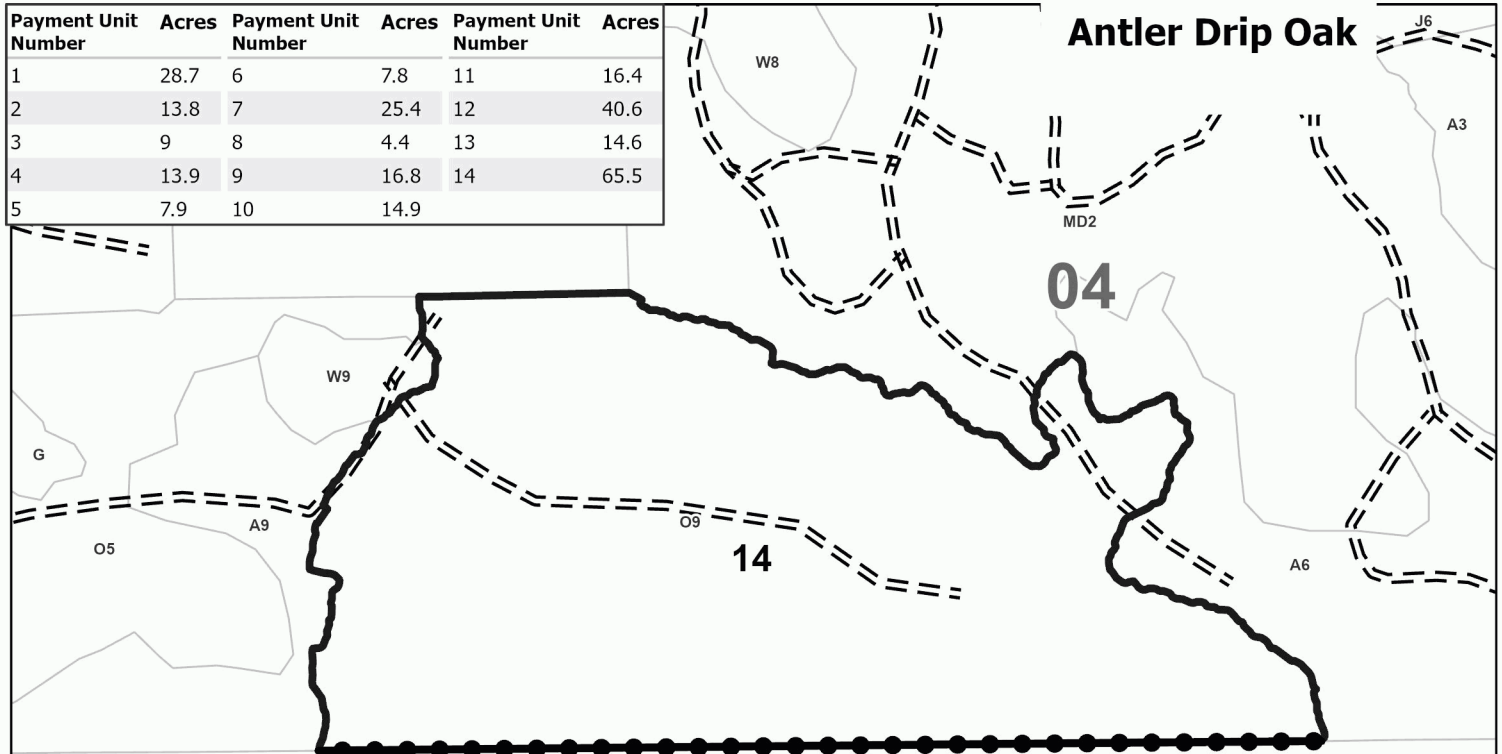 Payment Unit Number Acres Payment Unit Number Acres Payment Unit Number Acres
1 28.7 6 7.8 11 16.4
2 13.8 7 25.4 12 40.6
3 9 8 4.4 13 14.6
4 13.9 9 16.8 14 65.5
5 7.9 10 14.9
Antler Drip Oak
J6
W8
A3
MD2
04
W9
G
O9
A9
O5
14
A6